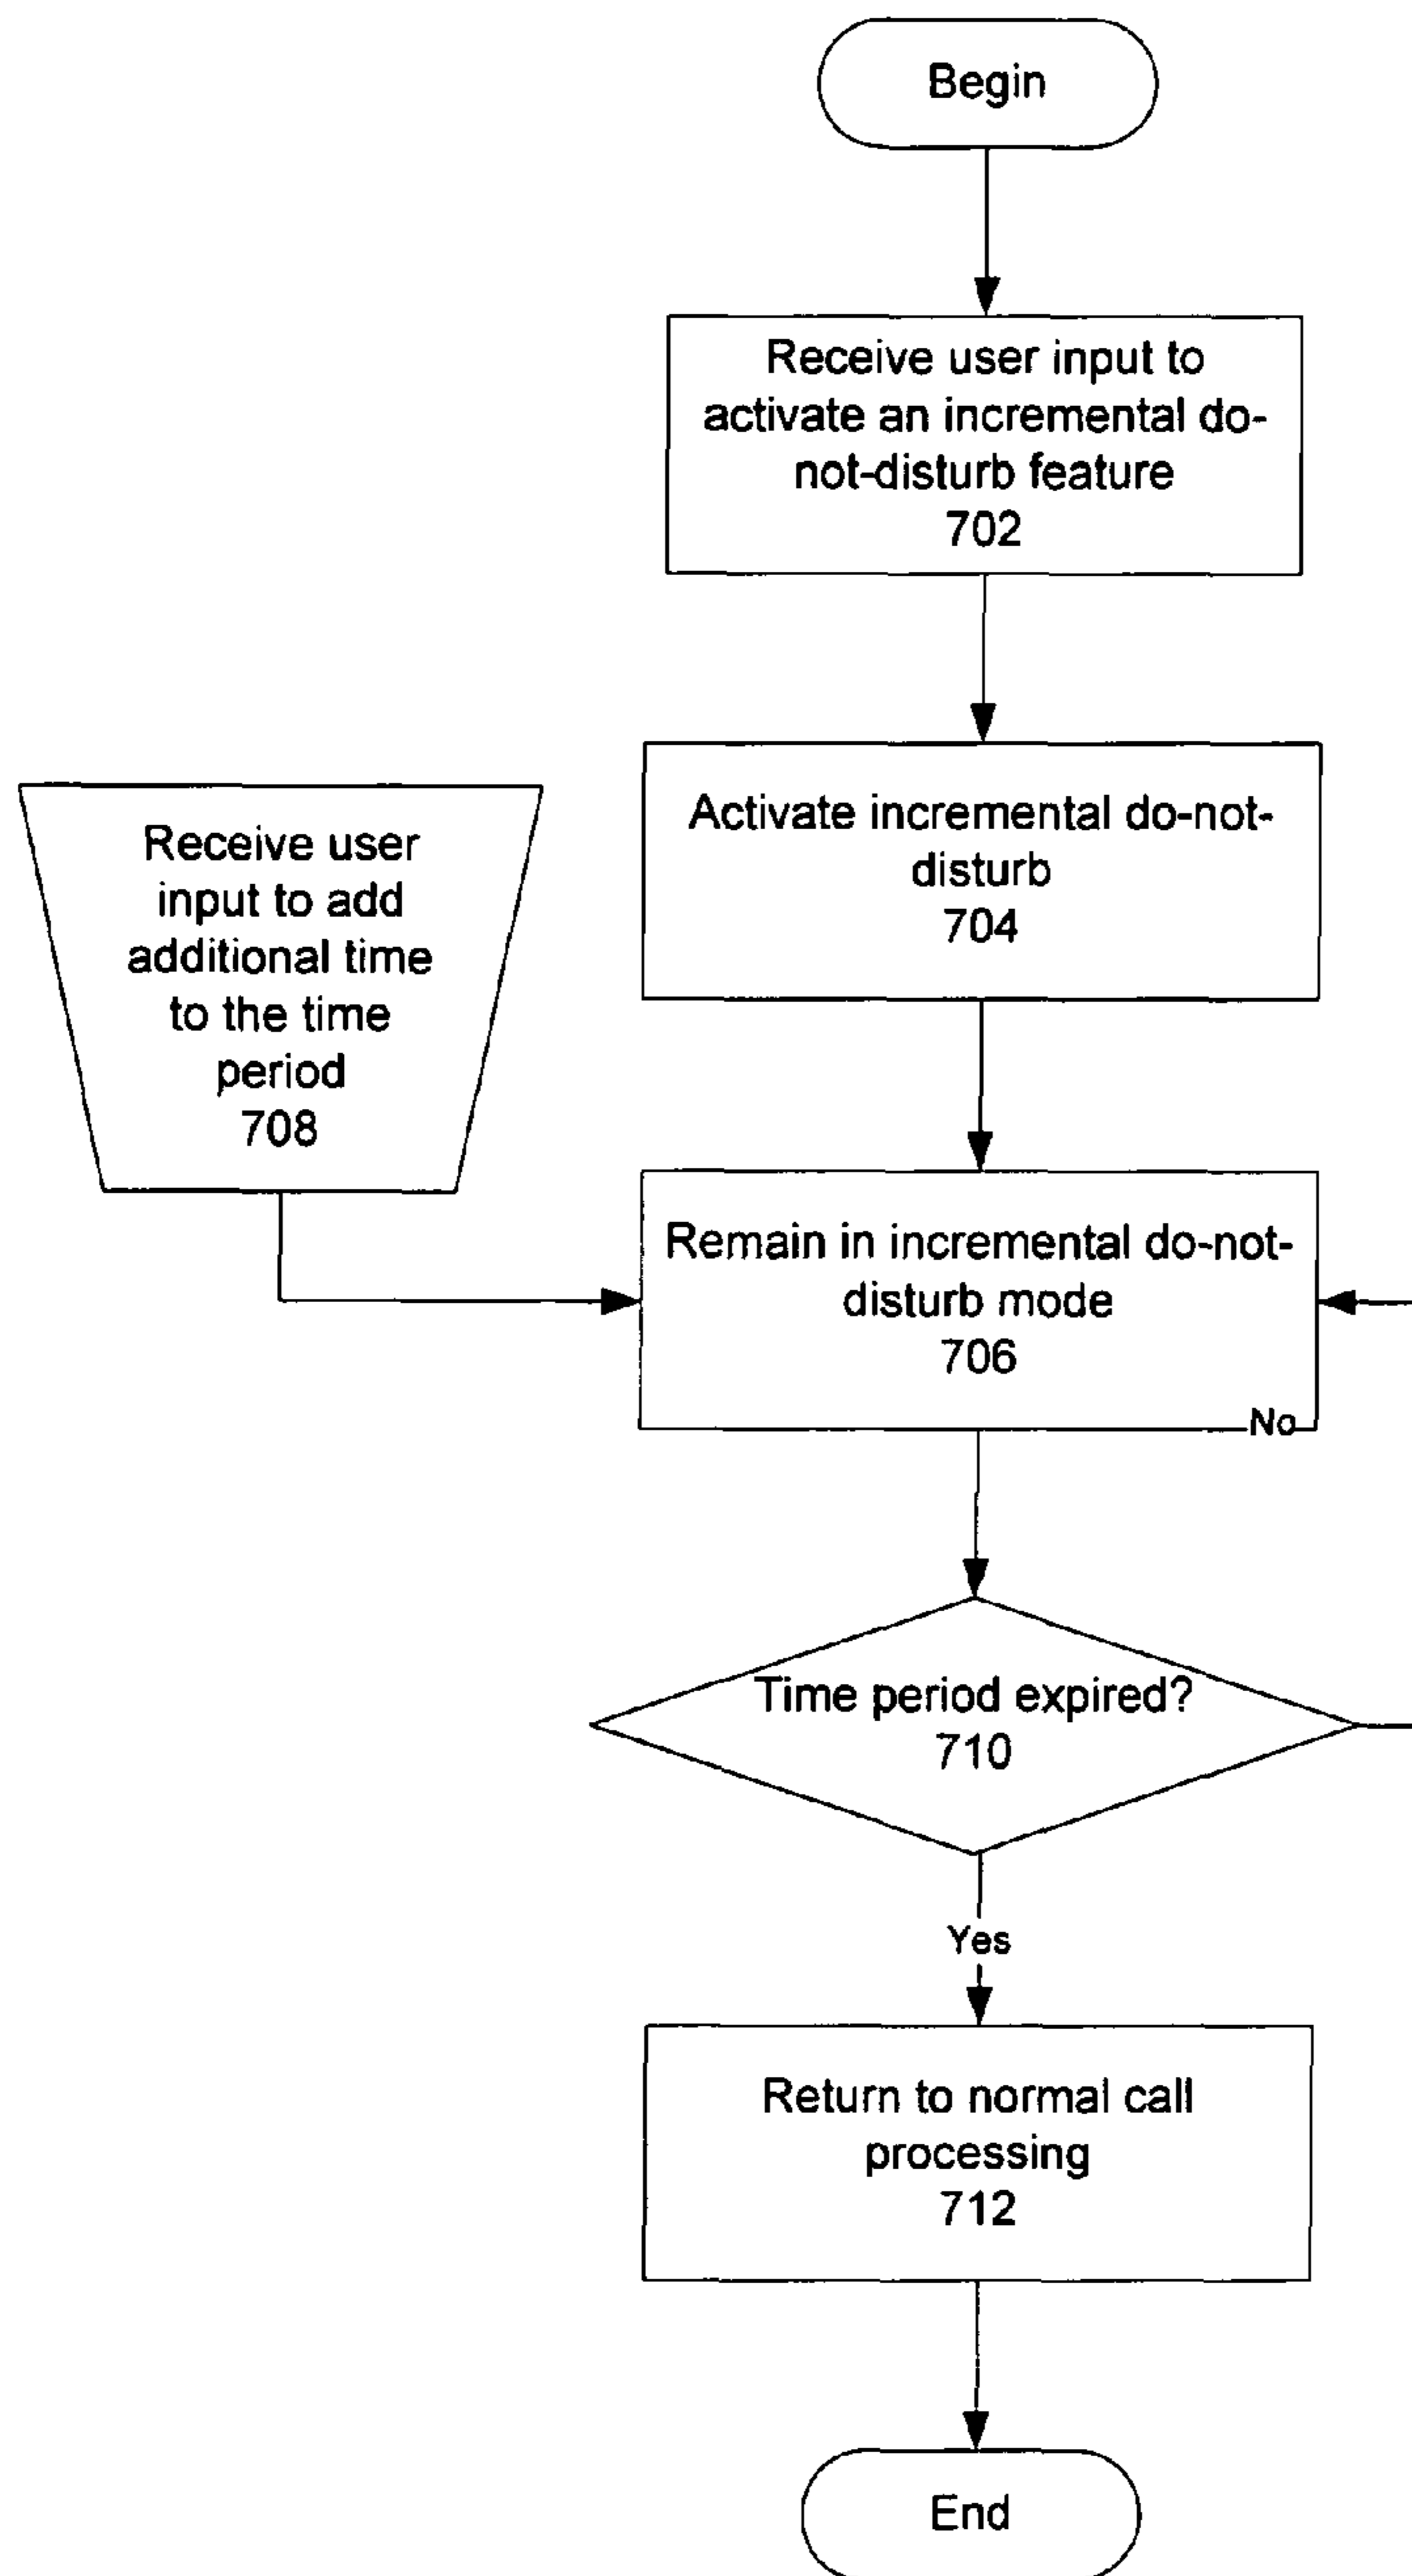 Begin
Receive user input to
activate an incremental do-
not-disturb feature
702
Activate incremental do-not-
disturb
704
Receive user
input to add
additional time
to the time
period
708
Remain in incremental do-not-
disturb mode
706
No
Time period expired?
710
Yes
Return to normal call
processing
712
End